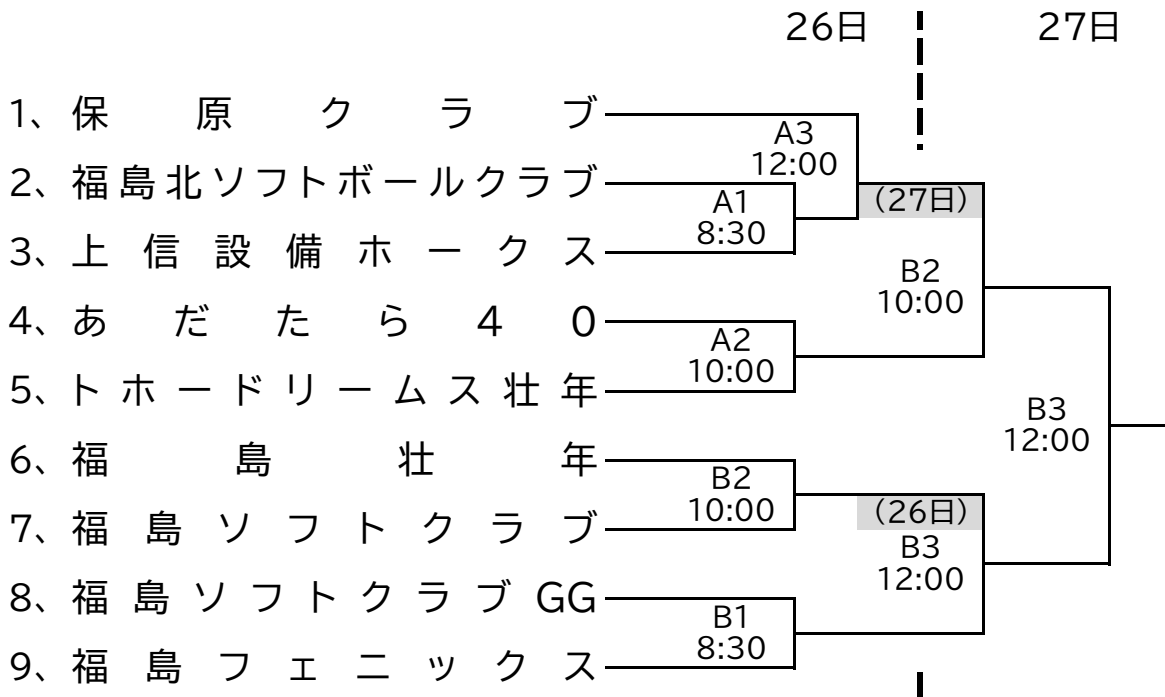 26日 27日
1、保原クラブ
A3
12:00
2、福島北ソフトボールクラブ
(27日)
A1
8:30
3、上信設備ホークス
B2
10:00
4、あだたら40
A2
10:00
5、トホードリームス壮年
B3
12:00
6、福島壮年
B2
10:00
(26日)
7、福島ソフトクラブ
B3
12:00
8、福島ソフトクラブGG
B1
8:30
9、福島フェニックス